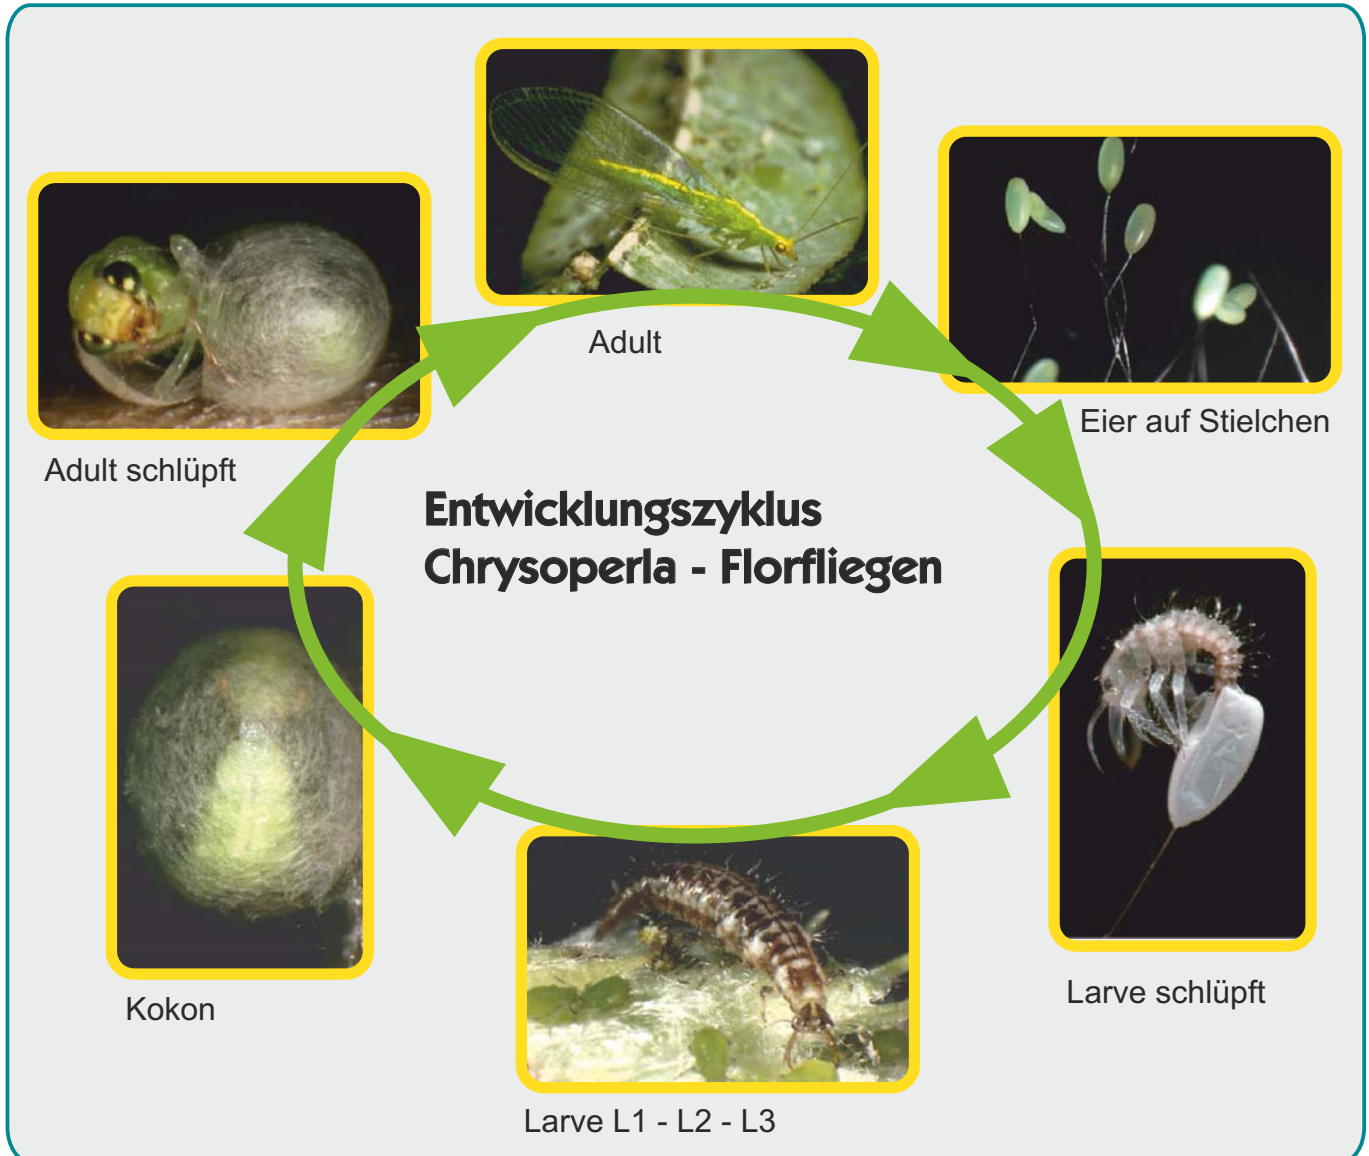 Adult
Eier auf Stielchen
Adult schlüpft
Entwicklungszyklus
Chrysoperla - Florfliegen
Larve schlüpft
Kokon
Larve L1 - L2 - L3